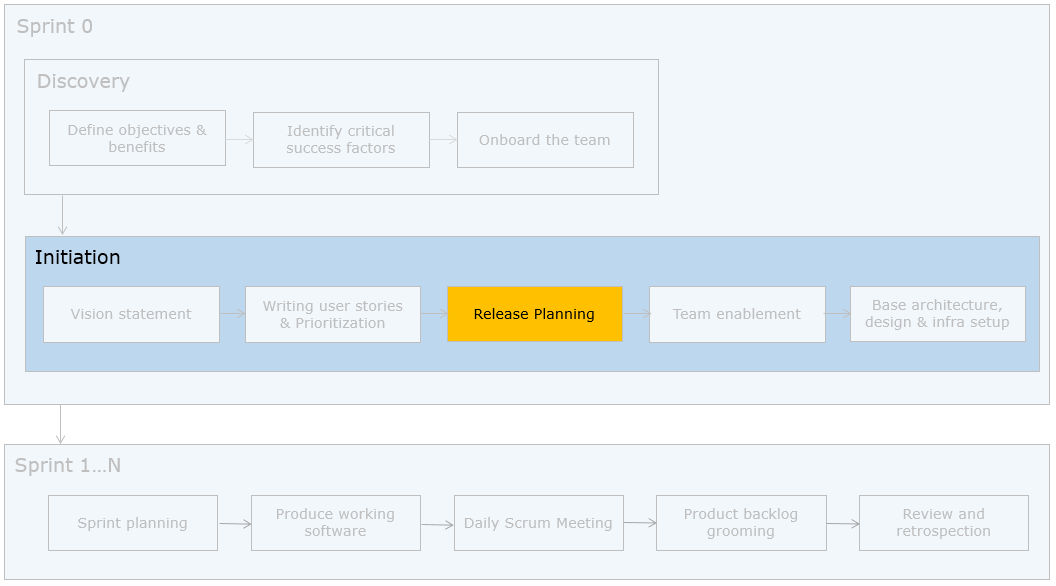 Sprint 0
Discovery
Define objectives &
benefits
Identify critical
success factors
Onboard the team
Initiation
Vision statement
Writing user stories
& Prioritization
Release Planning
Team enablement
Base architecture,
design & infra setup
Sprint 1...N
Sprint planning
Produce working
software
Daily Scrum Meeting
Product backlog
grooming
Review and
retrospection